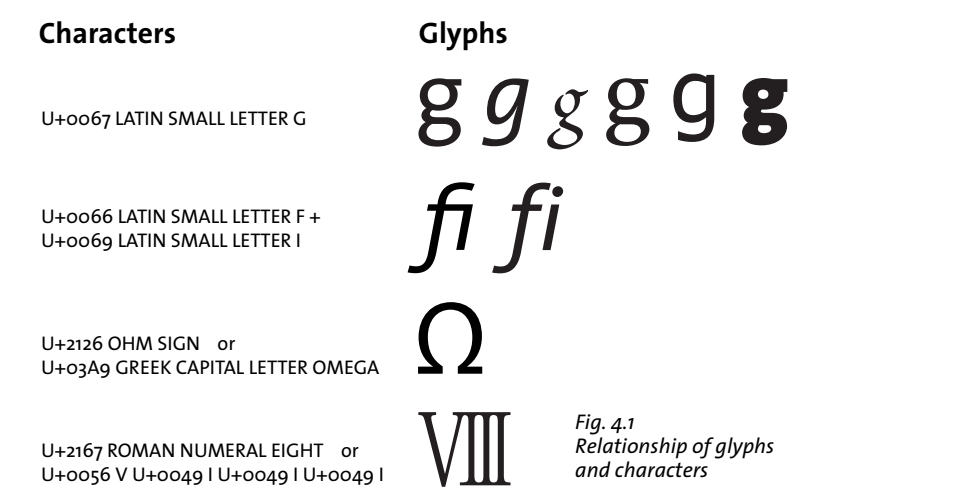 Characters Glyphs
U+0067 LATIN SMALL LETTER G g g g g g g
U+0066 LATIN SMALL LETTER F +
U+0069 LATIN SMALL LETTER I fi fi
U+2126 OHM SIGN or
U+03A9 GREEK CAPITAL LETTER OMEGA Ω
U+2167 ROMAN NUMERAL EIGHT or
U+0056 V U+0049 I U+0049 I U+0049 I VIII
Fig. 4.1
Relationship of glyphs
and characters